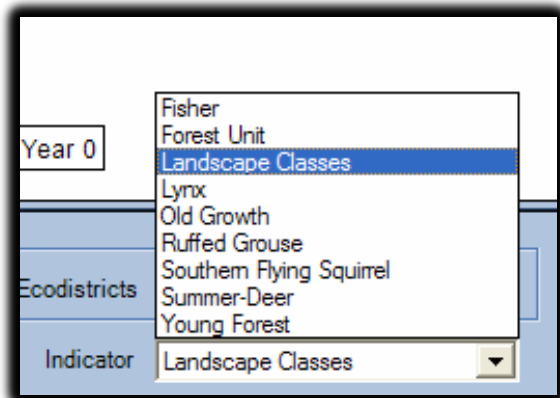 Fisher
Forest Unit
Year 0
Landscape Classes
Lynx
Old Growth
Ruffed Grouse
Southern Flying Squirrel
Ecodistricts
Summer-Deer
Young Forest
Indicator Landscape Classes